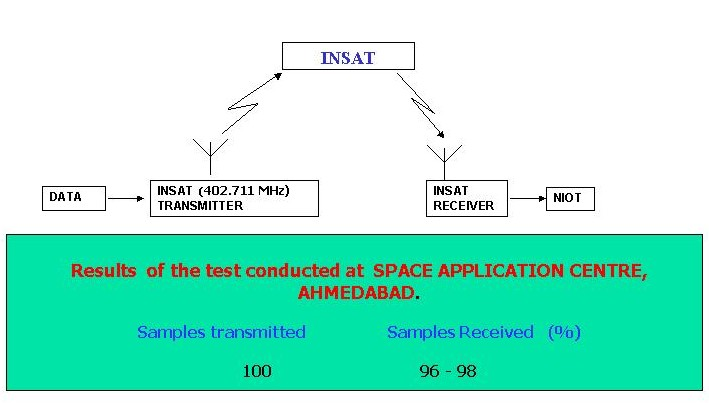 INSAT
DATA
INSAT (402.711 MHz)
TRANSMITTER
INSAT
RECEIVER
NIOT
Results of the test conducted at SPACE APPLICATION CENTRE,
AHMEDABAD.
Samples transmitted Samples Received (%)
100 96 - 98